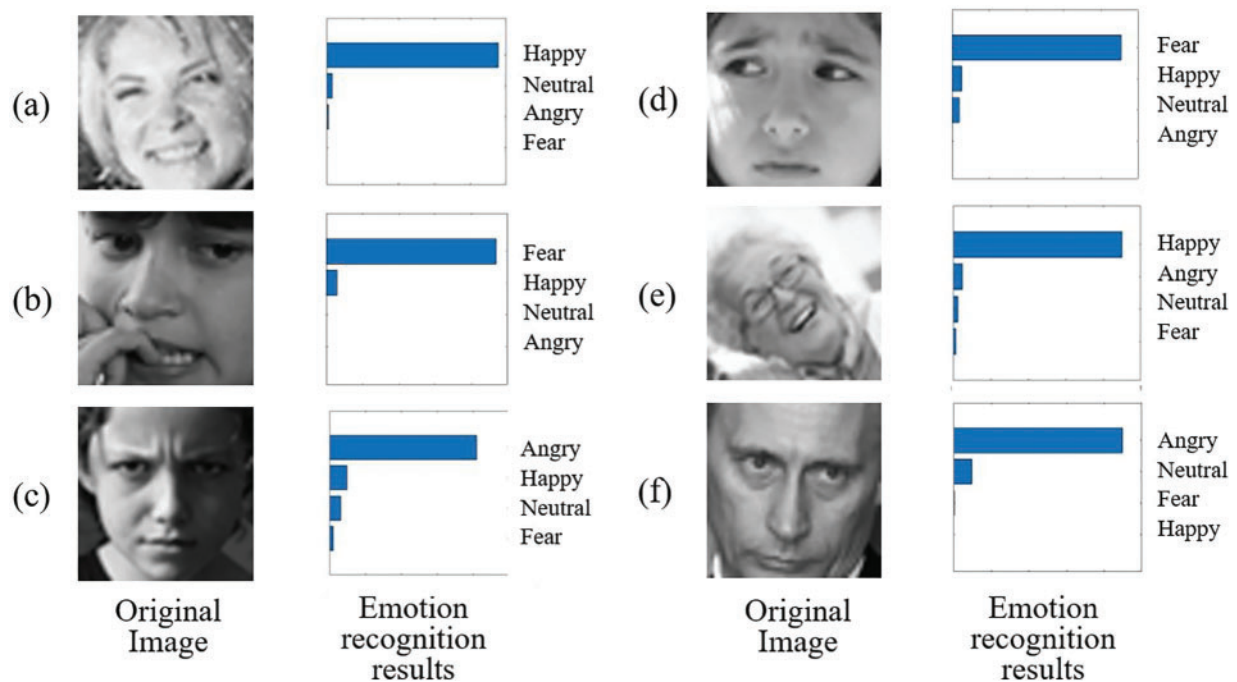 (a)
Happy
Neutral
Angry
Fear
(b)
Fear
Happy
Neutral
Angry
(c)
Angry
Happy
Neutral
Fear
Original
Image
Emotion
recognition
results
(d)
Fear
Happy
Neutral
Angry
(e)
Happy
Angry
Neutral
Fear
(f)
Angry
Neutral
Fear
Happy
Original
Image
Emotion
recognition
results